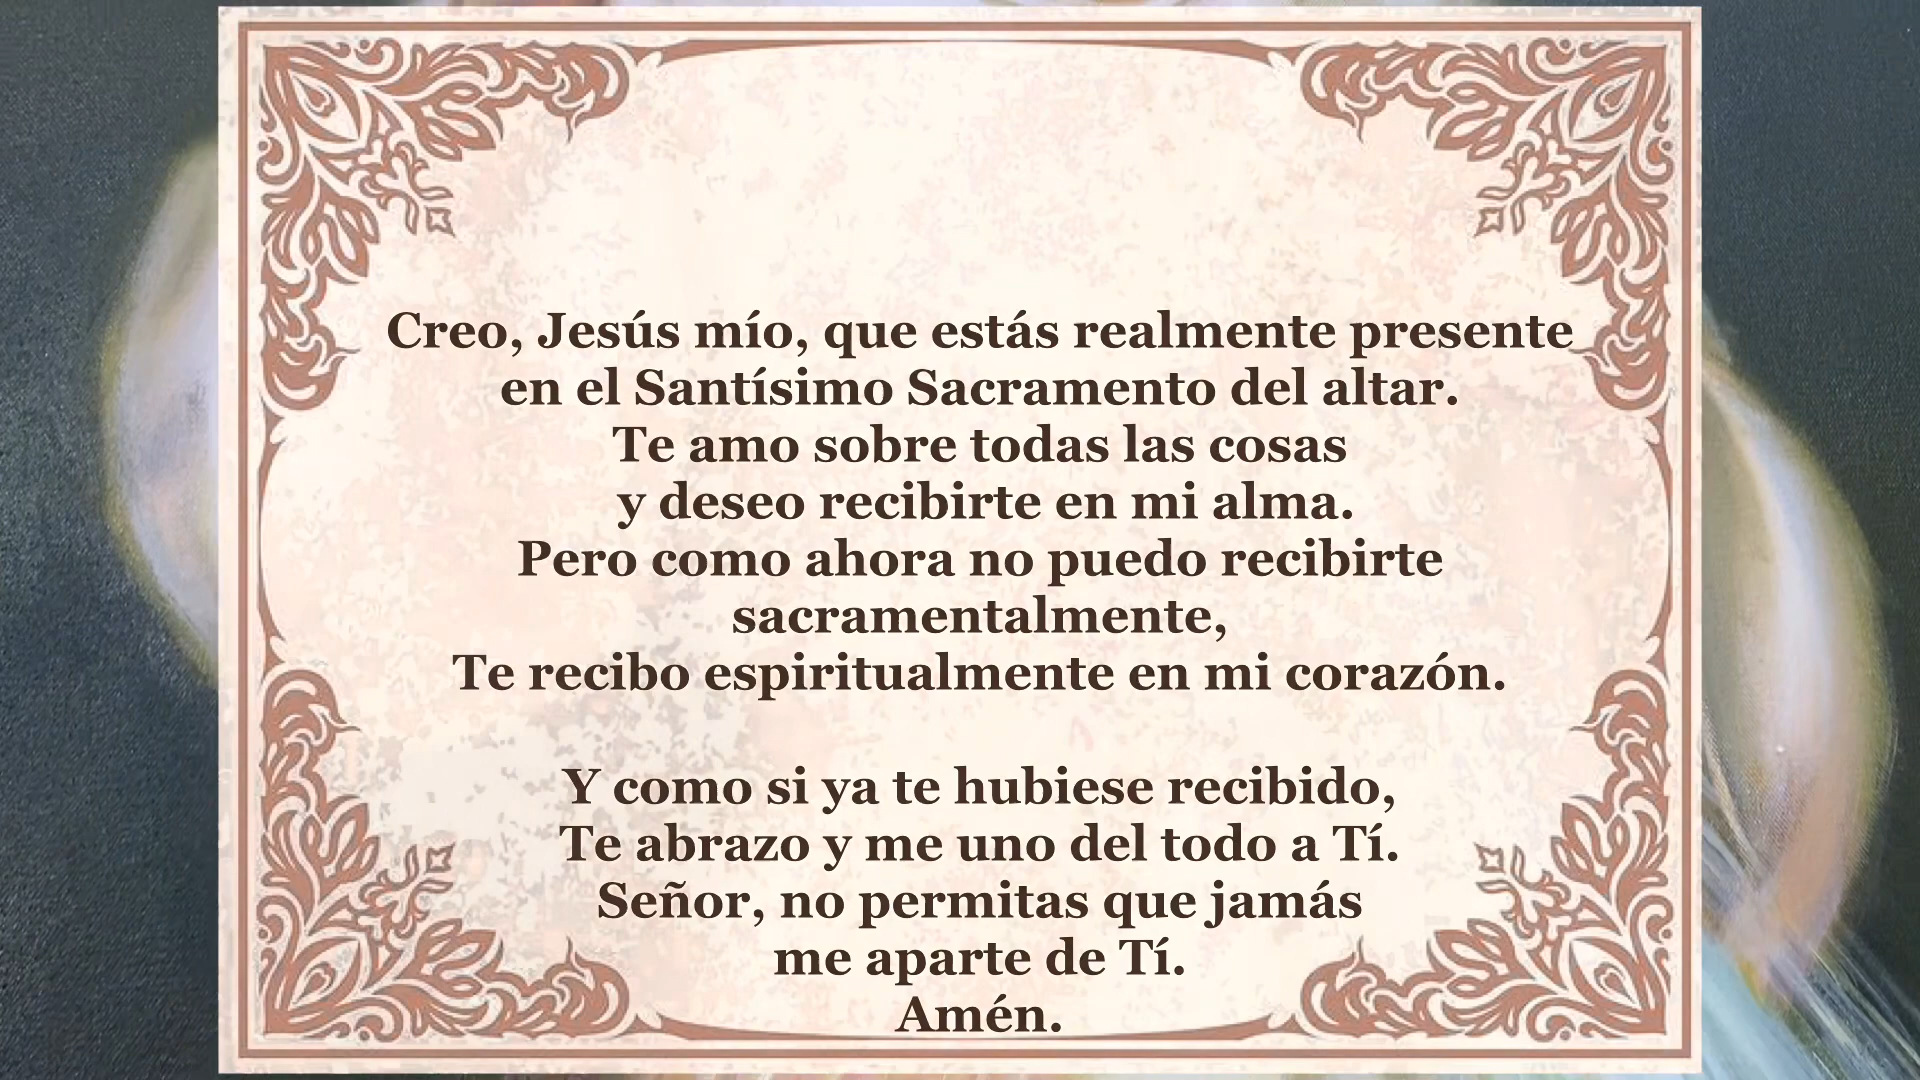 Creo, Jesús mío, que estás realmente presente
en el Santísimo Sacramento del altar.
Te amo sobre todas las cosas
y deseo recibirte en mi alma.
Pero como ahora no puedo recibirte
sacramentalmente,
Te recibo espiritualmente en mi corazón.
Y como si ya te hubiese recibido,
Te abrazo y me uno del todo a Tí.
Señor, no permitas que jamás
me aparte de Tí.
Amén.